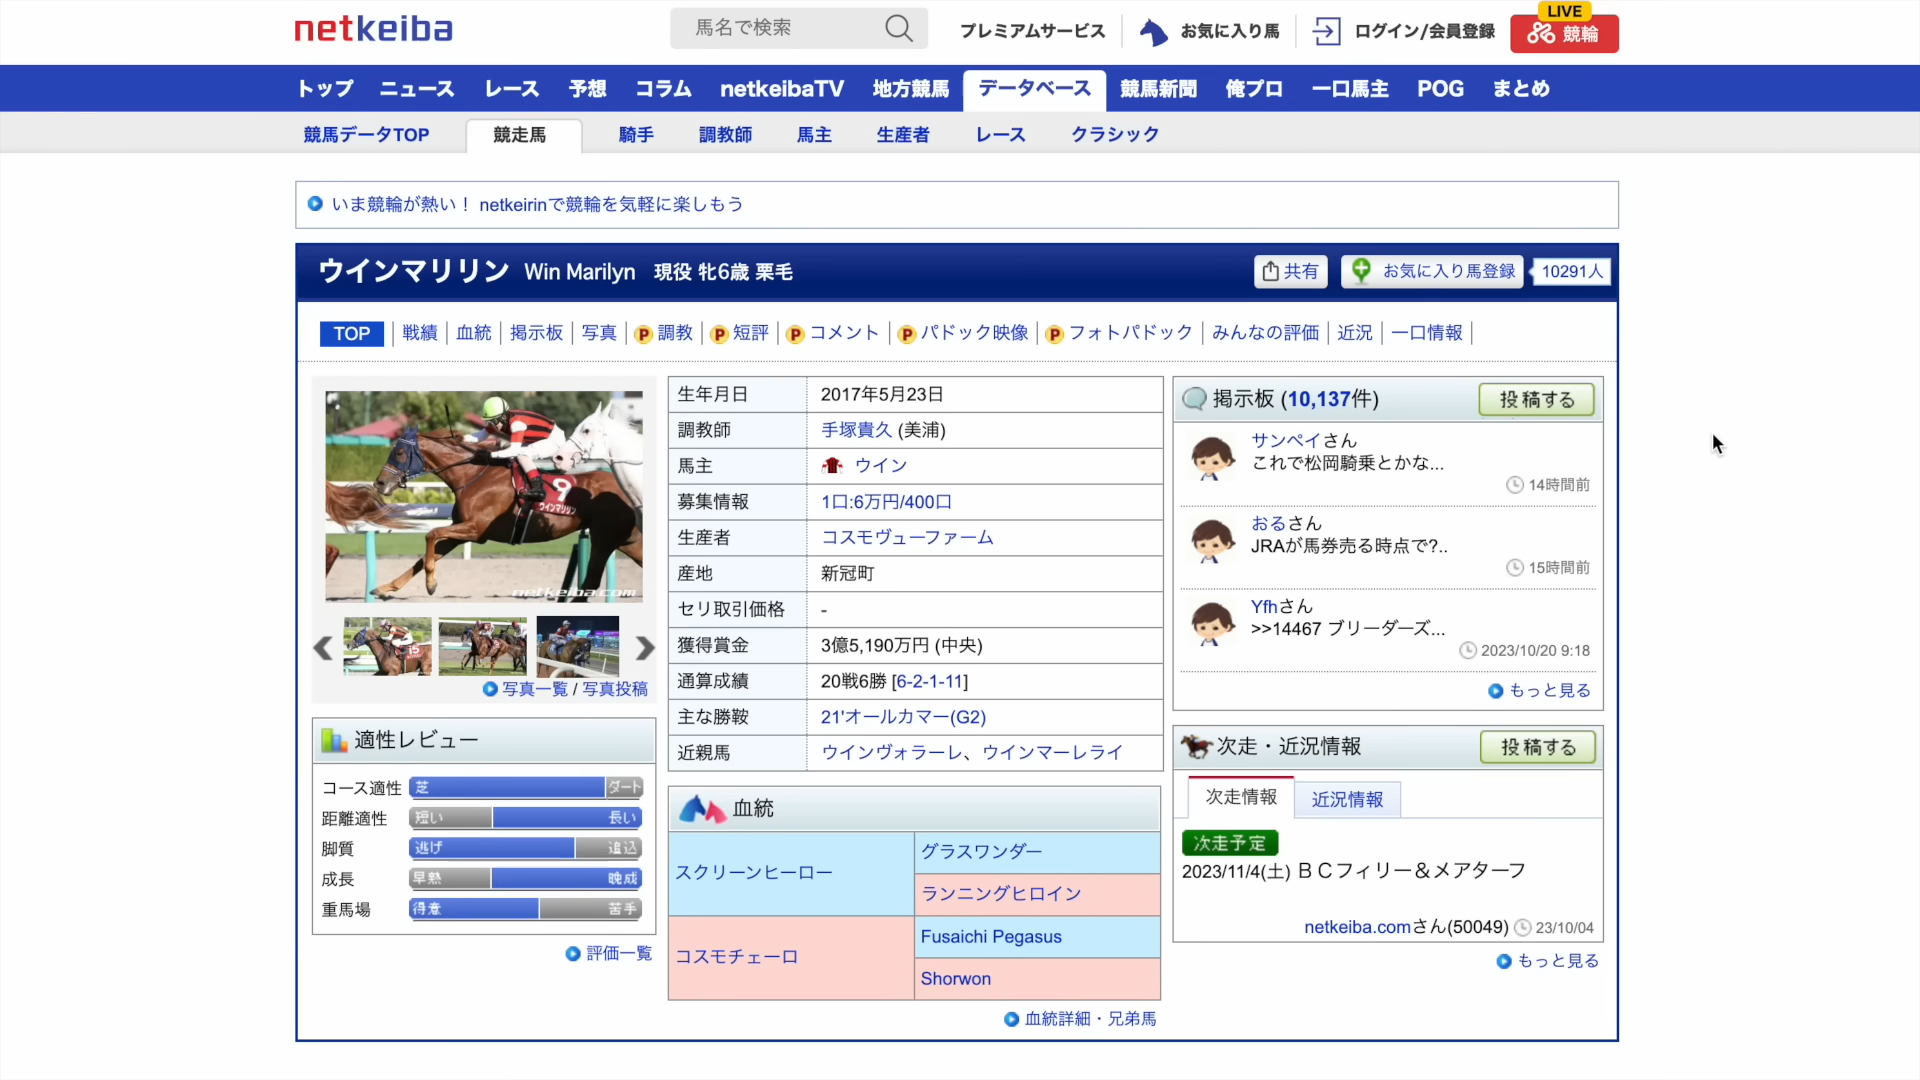 netkeiba
馬名で検索
プレミアムサービス
お気に入り馬
ログイン/会員登録
LIVE
競輪
トップ ニュース レース 予想 コラム netkeibaTV 地方競馬 データベース 競馬新聞 俺プロ 一口馬主 POG まとめ
競馬データTOP 競走馬 騎手 調教師 馬主 生産者 レース クラシック
いま競輪が熱い！ netkeirinで競輪を気軽に楽しもう
ウインマリリン Win Marilyn 現役 牝6歳 栗毛
共有
お気に入り馬登録
10291人
TOP 戦績 血統 掲示板 写真 P調教 P短評 Pコメント Pパドック映像 Pフォトパドック みんなの評価 近況 一口情報
9
ウインマリリン
netkeiba.com
15
写真一覧 / 写真投稿
適性レビュー
コース適性 芝 ダート
距離適性 短い 長い
脚質 逃げ 追込
成長 早熟 晩成
重馬場 得意 苦手
評価一覧
生年月日 2017年5月23日
調教師 手塚貴久 (美浦)
馬主 ウイン
募集情報 1口:6万円/400口
生産者 コスモヴューファーム
産地 新冠町
セリ取引価格 -
獲得賞金 3億5,190万円 (中央)
通算成績 20戦6勝 [6-2-1-11]
主な勝鞍 21'オールカマー(G2)
近親馬 ウインヴォラーレ、ウインマーレライ
血統
スクリーンヒーロー
グラスワンダー
ランニングヒロイン
コスモチェーロ
Fusaichi Pegasus
Shorwon
血統詳細・兄弟馬
掲示板 (10,137件)
投稿する
サンペイさん
これで松岡騎乗とかな...
14時間前
おるさん
JRAが馬券売る時点で?..
15時間前
Yfhさん
>>14467 ブリーダーズ...
2023/10/20 9:18
もっと見る
次走・近況情報
投稿する
次走情報 近況情報
次走予定
2023/11/4(土) ＢＣフィリー＆メアターフ
netkeiba.comさん(50049) 23/10/04
もっと見る